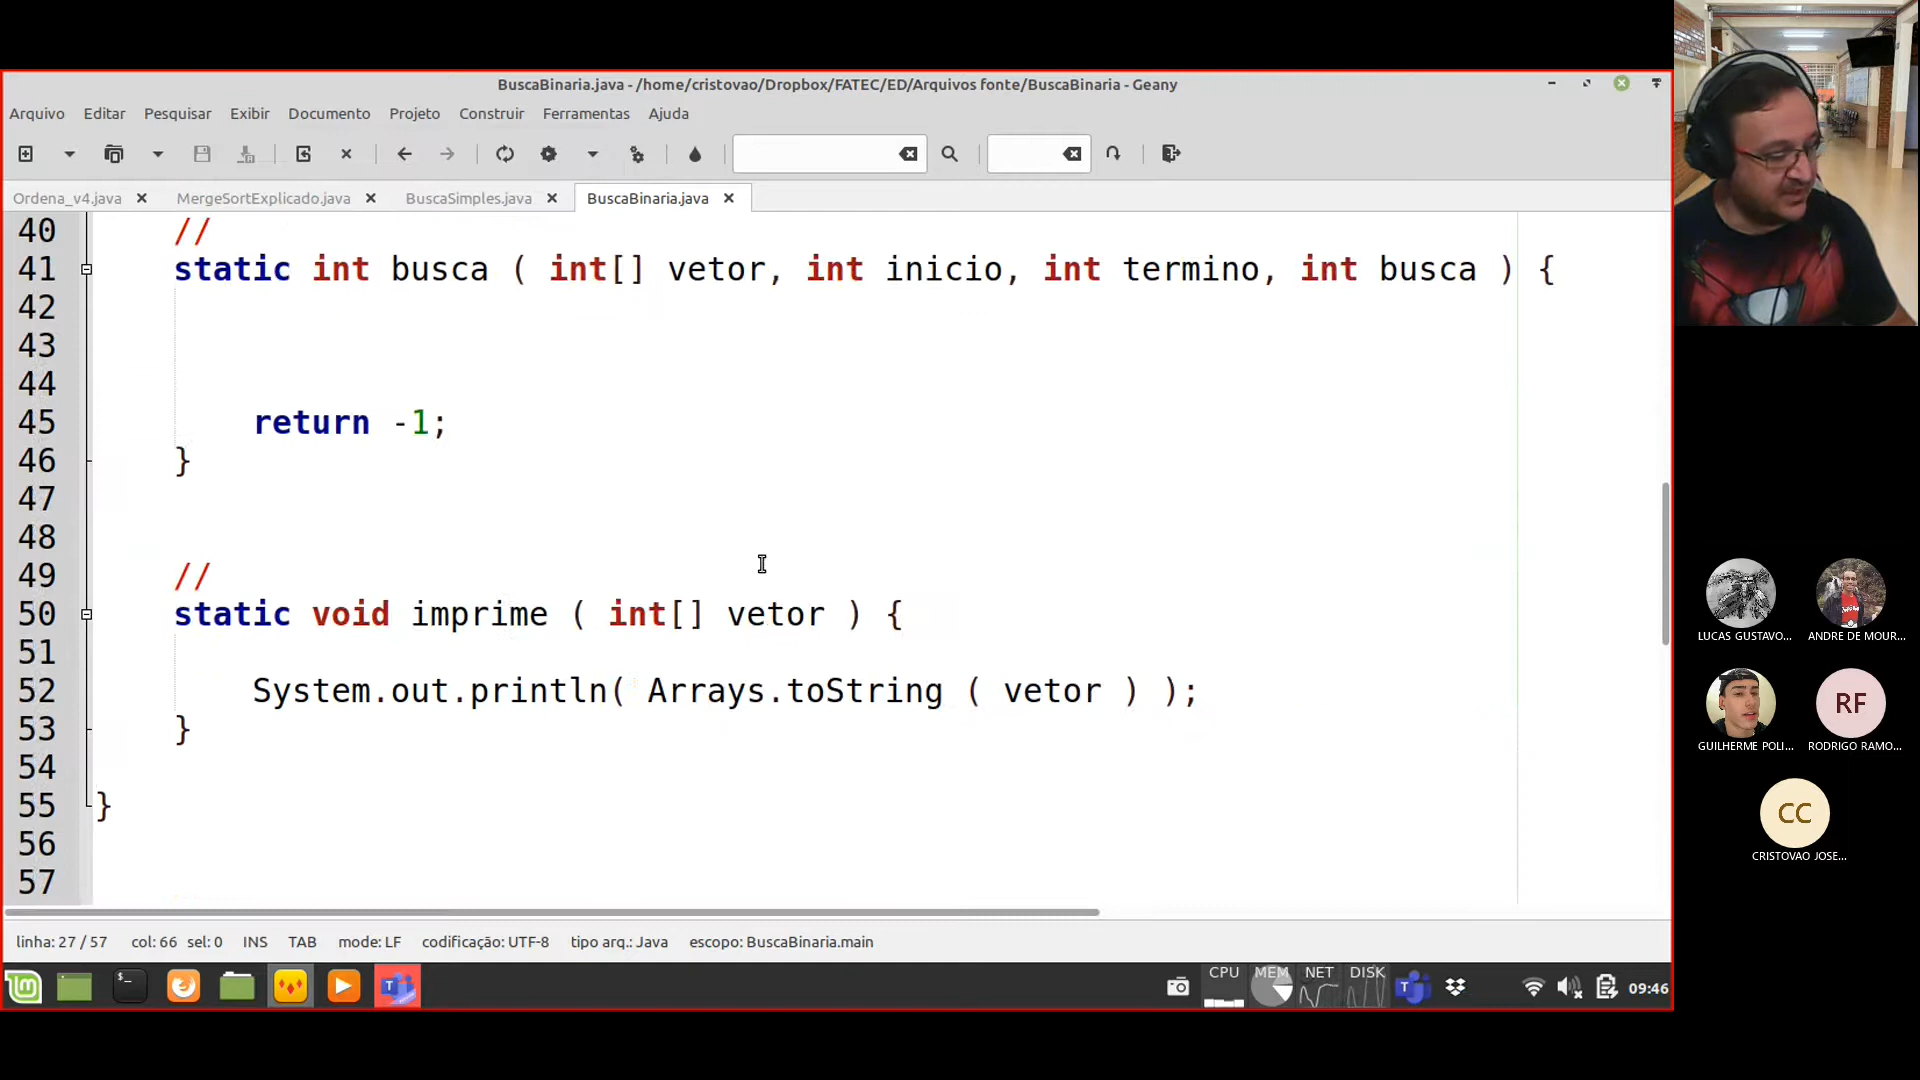 BuscaBinaria.java - /home/cristovao/Dropbox/FATEC/ED/Arquivos fonte/BuscaBinaria - Geany
Arquivo Editar Pesquisar Exibir Documento Projeto Construir Ferramentas Ajuda
Ordena_v4.java MergeSortExplicado.java BuscaSimples.java BuscaBinaria.java
40 //
41 static int busca ( int[] vetor, int inicio, int termino, int busca ) {
42
43
44
45 return -1;
46 }
47
48
49 //
50 static void imprime ( int[] vetor ) {
51
52 System.out.println( Arrays.toString ( vetor ) );
53 }
54
55 }
56
57
linha: 27 / 57 col: 66 sel: 0 INS TAB mode: LF codificação: UTF-8 tipo arq.: Java escopo: BuscaBinaria.main
CPU MEM NET DISK
09:46
LUCAS GUSTAVO... ANDRE DE MOUR...
RF
GUILHERME POLI... RODRIGO RAMO...
CC
CRISTOVAO JOSE...